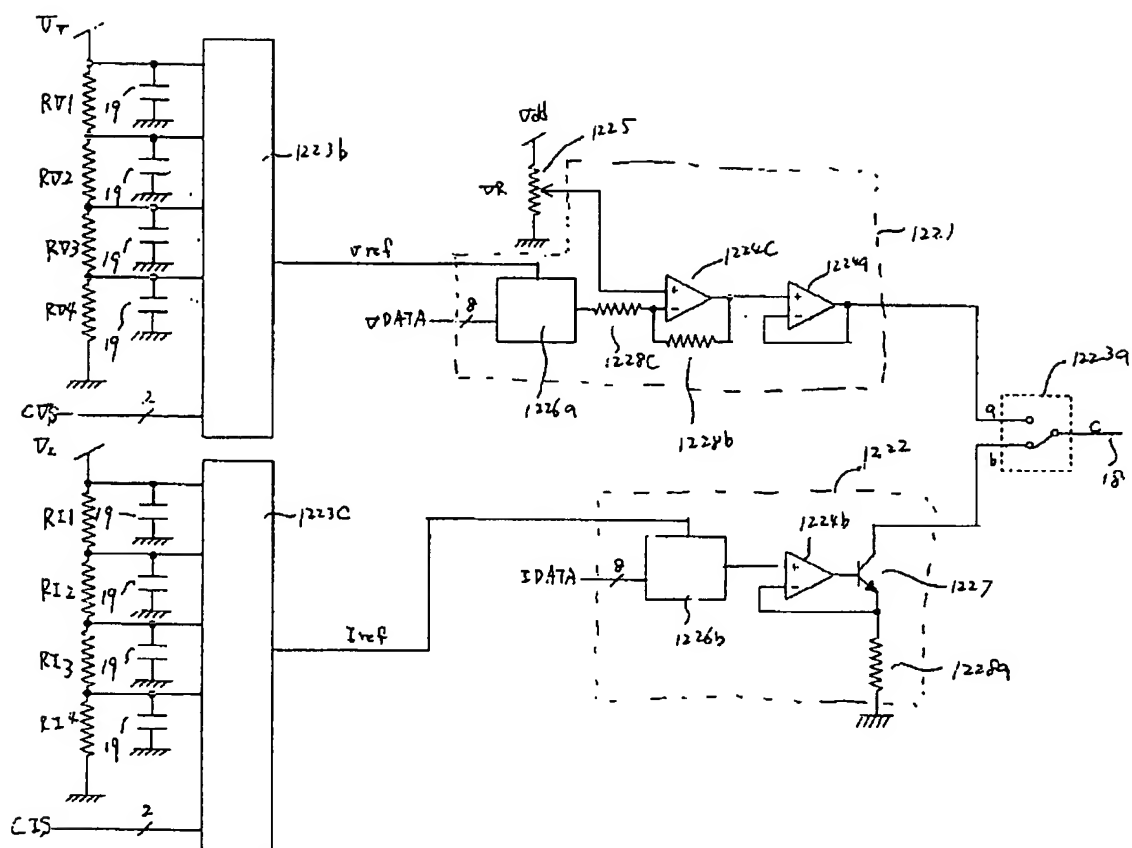 VT
RV1
19
RV2
19
RV3
19
RV4
19
CVS
2
1223b
Vdd
1225
VR
1221
1224C
1224a
Vref
VDATA
8
1226a
1228C
1228b
1223a
a
b
c
18
VI
RI1
19
RI2
19
RI3
19
RI4
19
CIS
2
1223C
Iref
1222
1224b
IDATA
8
1226b
1227
1228a